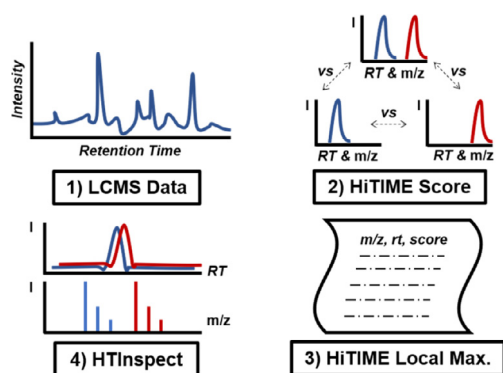 Intensity
Retention Time
1) LCMS Data
I
RT & m/z
vs
vs
I
RT & m/z
vs
I
RT & m/z
2) HiTIME Score
I
RT
I
m/z
4) HTInspect
m/z, rt, score
3) HiTIME Local Max.